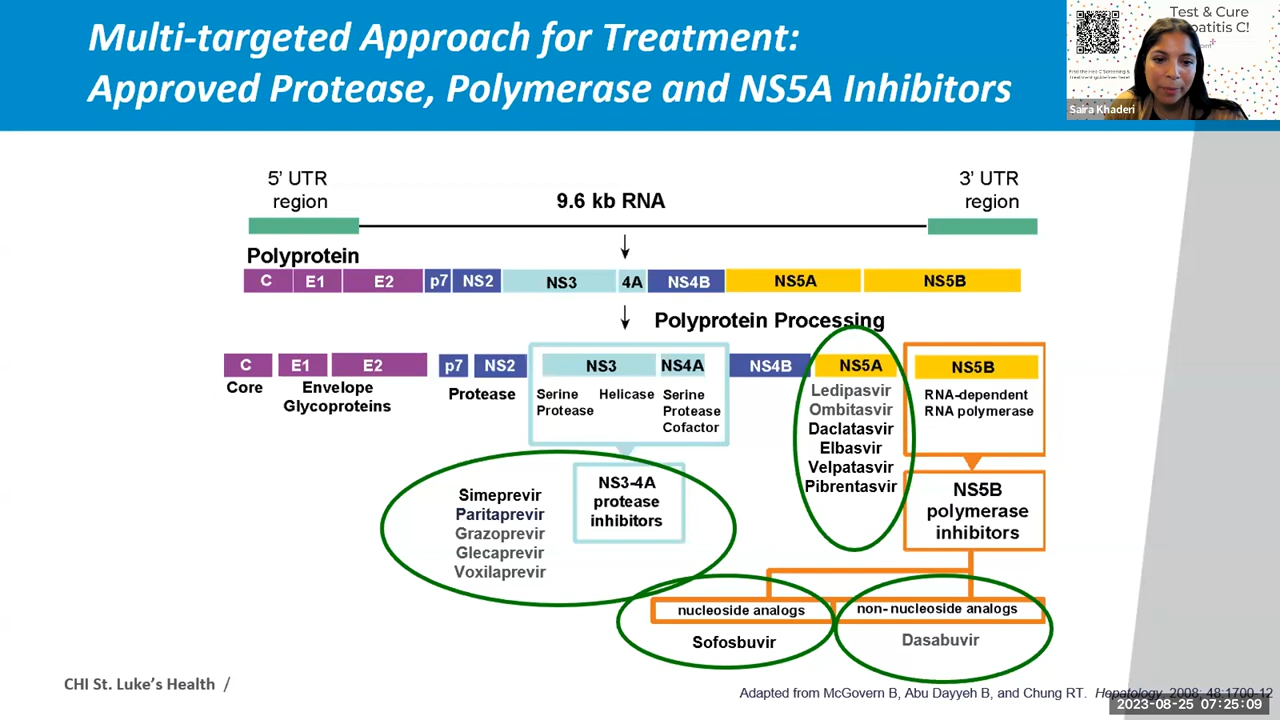 Multi-targeted Approach for Treatment:
Approved Protease, Polymerase and NS5A Inhibitors
Test & Cure
patitis C!
Saira Khaderi
5' UTR
region
9.6 kb RNA
3' UTR
region
Polyprotein
C E1 E2 p7 NS2 NS3 4A NS4B NS5A NS5B
Polyprotein Processing
C E1 E2 p7 NS2 NS3 NS4A NS4B NS5A NS5B
Core
Envelope
Glycoproteins
Protease
Serine
Protease
Helicase
Serine
Protease
Cofactor
Ledipasvir
Ombitasvir
Daclatasvir
Elbasvir
Velpatasvir
Pibrentasvir
RNA-dependent
RNA polymerase
Simeprevir
Paritaprevir
Grazoprevir
Glecaprevir
Voxilaprevir
NS3-4A
protease
inhibitors
NS5B
polymerase
inhibitors
nucleoside analogs
non-nucleoside analogs
Sofosbuvir
Dasabuvir
CHI St. Luke's Health /
Adapted from McGovern B, Abu Dayyeh B, and Chung RT. Hepatology. 2008; 48:1700-12
2023-08-25 07:25:09